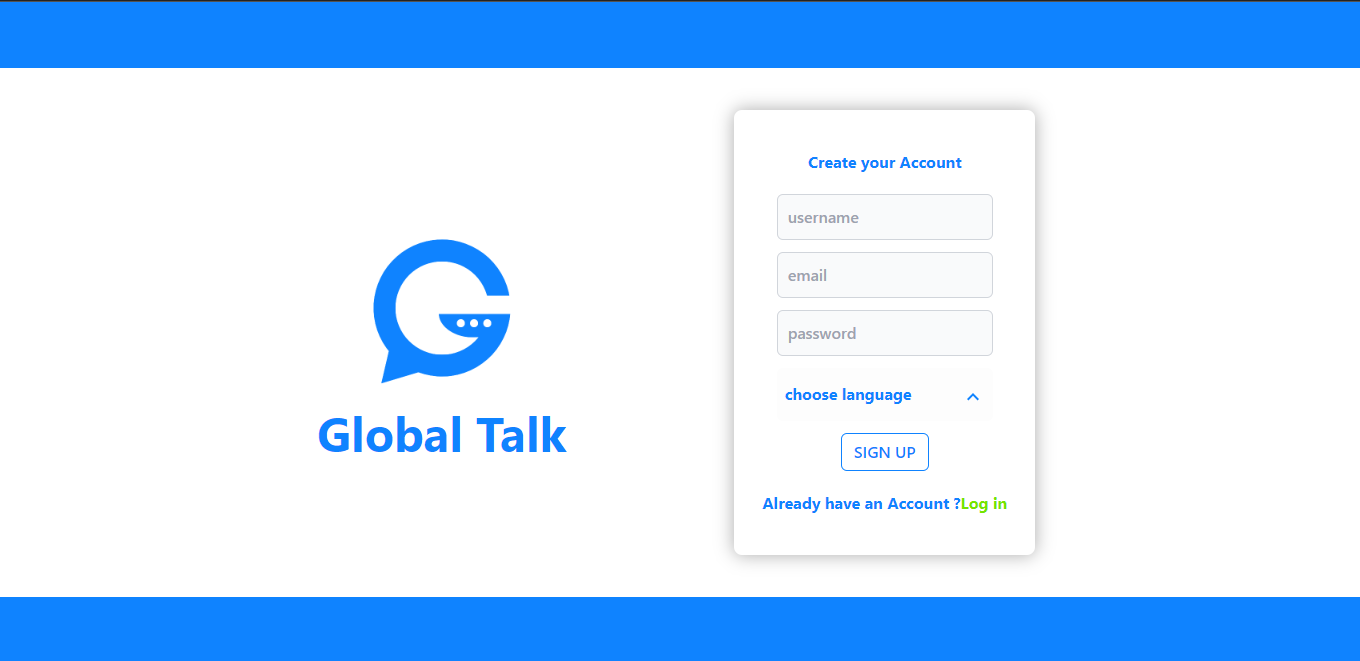 Global Talk
Create your Account
username
email
password
choose language
SIGN UP
Already have an Account ?Log in